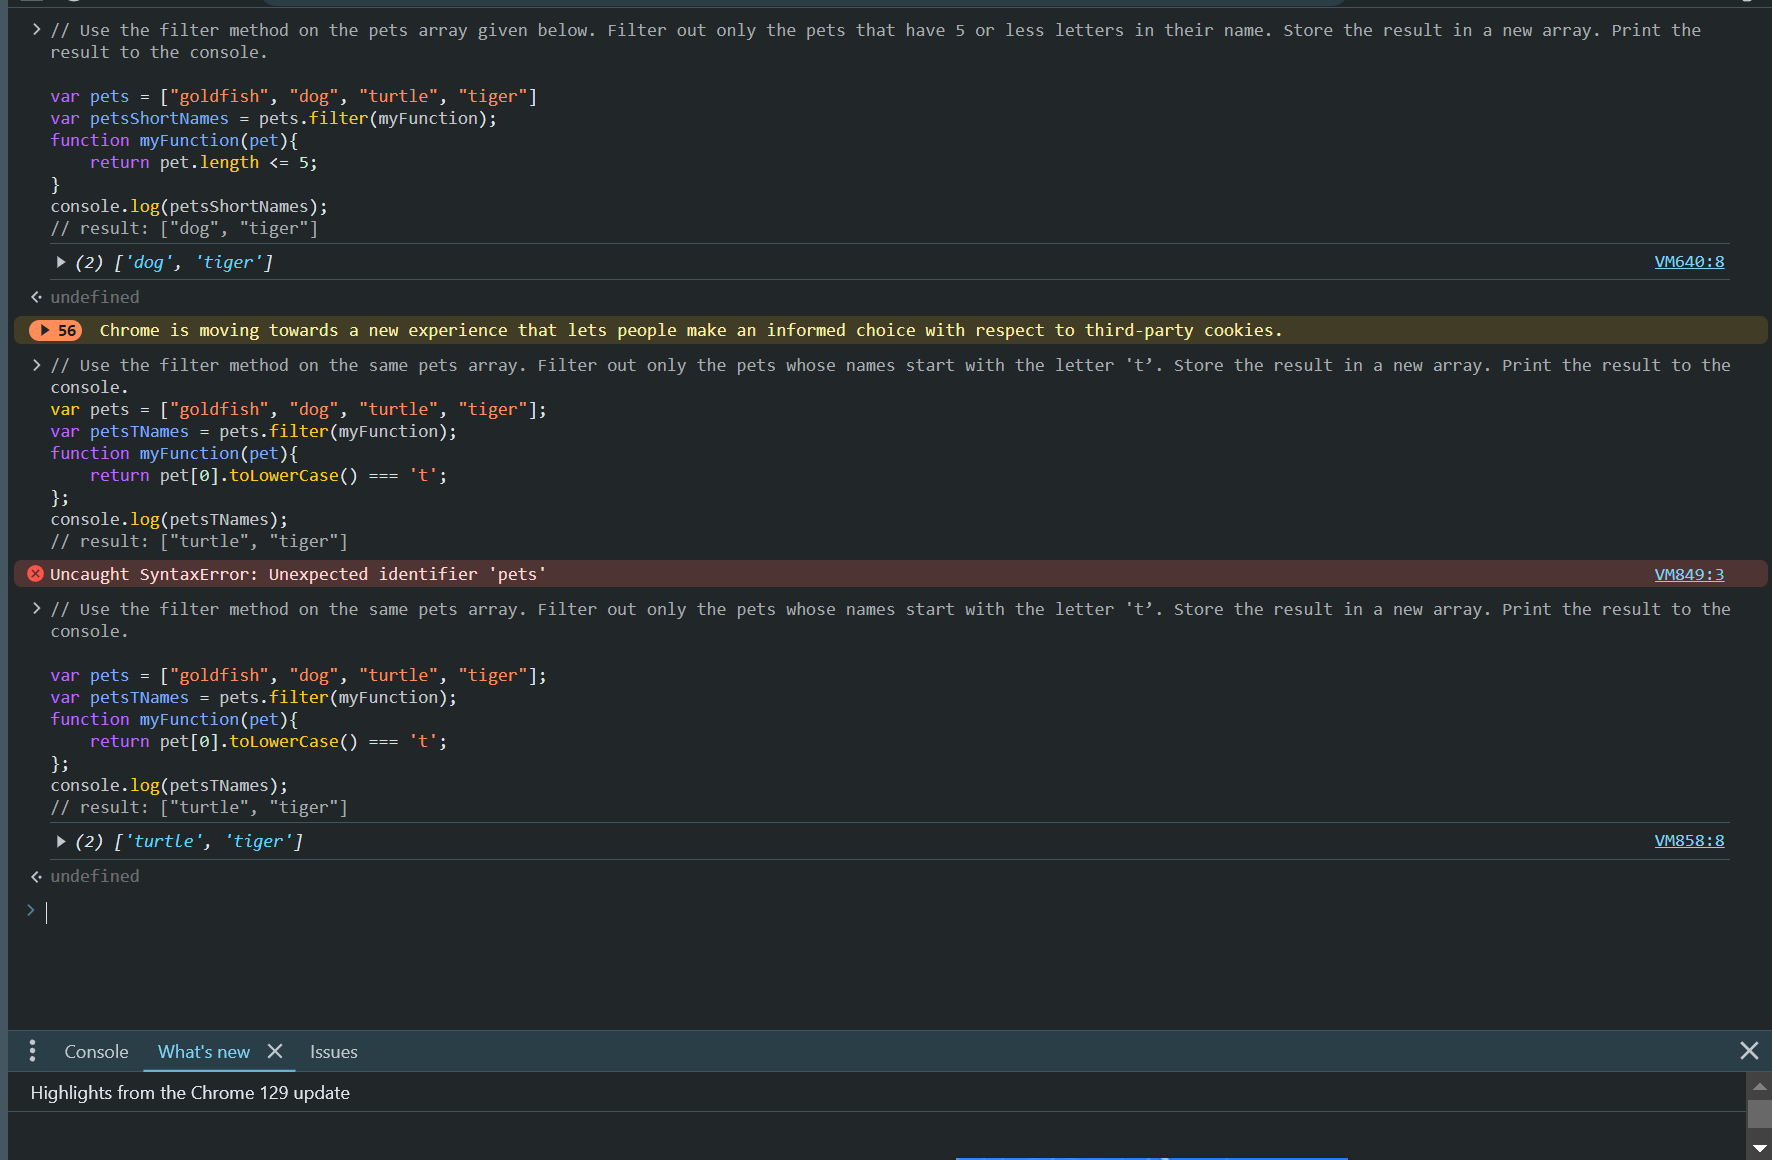 // Use the filter method on the pets array given below. Filter out only the pets that have 5 or less letters in their name. Store the result in a new array. Print the
result to the console.
var pets = ["goldfish", "dog", "turtle", "tiger"]
var petsShortNames = pets.filter(myFunction);
function myFunction(pet){
    return pet.length <= 5;
}
console.log(petsShortNames);
// result: ["dog", "tiger"]
(2) ['dog', 'tiger'] VM640:8
undefined
56 Chrome is moving towards a new experience that lets people make an informed choice with respect to third-party cookies.
// Use the filter method on the same pets array. Filter out only the pets whose names start with the letter 't’. Store the result in a new array. Print the result to the
console.
var pets = ["goldfish", "dog", "turtle", "tiger"];
var petsTNames = pets.filter(myFunction);
function myFunction(pet){
    return pet[0].toLowerCase() === 't';
};
console.log(petsTNames);
// result: ["turtle", "tiger"]
Uncaught SyntaxError: Unexpected identifier 'pets' VM849:3
// Use the filter method on the same pets array. Filter out only the pets whose names start with the letter 't’. Store the result in a new array. Print the result to the
console.
var pets = ["goldfish", "dog", "turtle", "tiger"];
var petsTNames = pets.filter(myFunction);
function myFunction(pet){
    return pet[0].toLowerCase() === 't';
};
console.log(petsTNames);
// result: ["turtle", "tiger"]
(2) ['turtle', 'tiger'] VM858:8
undefined
Console What's new Issues
Highlights from the Chrome 129 update